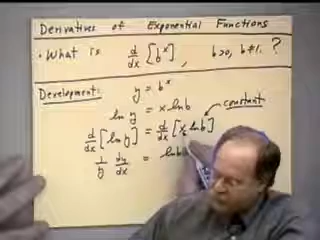 Derivatives of Exponential Functions
• What is d/dx [b^x], b>0, b≠1. ?
Development: y = b^x
ln y = x ln b
constant
d/dx [ln y] = d/dx [x ln b]
1/y dy/dx = ln b